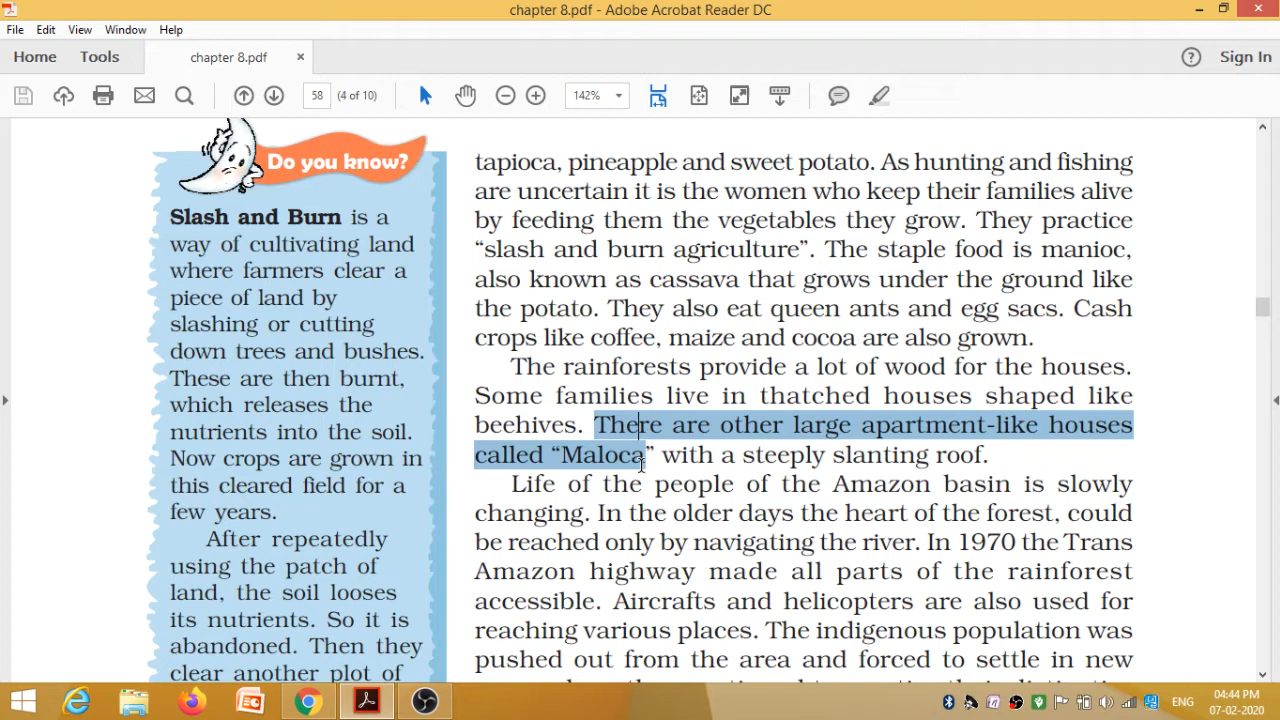 chapter 8.pdf - Adobe Acrobat Reader DC
File Edit View Window Help
Home Tools chapter 8.pdf × ? Sign In
58 (4 of 10) 142%
Do you know?
Slash and Burn is a
way of cultivating land
where farmers clear a
piece of land by
slashing or cutting
down trees and bushes.
These are then burnt,
which releases the
nutrients into the soil.
Now crops are grown in
this cleared field for a
few years.
After repeatedly
using the patch of
land, the soil looses
its nutrients. So it is
abandoned. Then they
clear another plot of
tapioca, pineapple and sweet potato. As hunting and fishing
are uncertain it is the women who keep their families alive
by feeding them the vegetables they grow. They practice
“slash and burn agriculture”. The staple food is manioc,
also known as cassava that grows under the ground like
the potato. They also eat queen ants and egg sacs. Cash
crops like coffee, maize and cocoa are also grown.
The rainforests provide a lot of wood for the houses.
Some families live in thatched houses shaped like
beehives. There are other large apartment-like houses
called “Maloca” with a steeply slanting roof.
Life of the people of the Amazon basin is slowly
changing. In the older days the heart of the forest, could
be reached only by navigating the river. In 1970 the Trans
Amazon highway made all parts of the rainforest
accessible. Aircrafts and helicopters are also used for
reaching various places. The indigenous population was
pushed out from the area and forced to settle in new
ENG
04:44 PM
07-02-2020